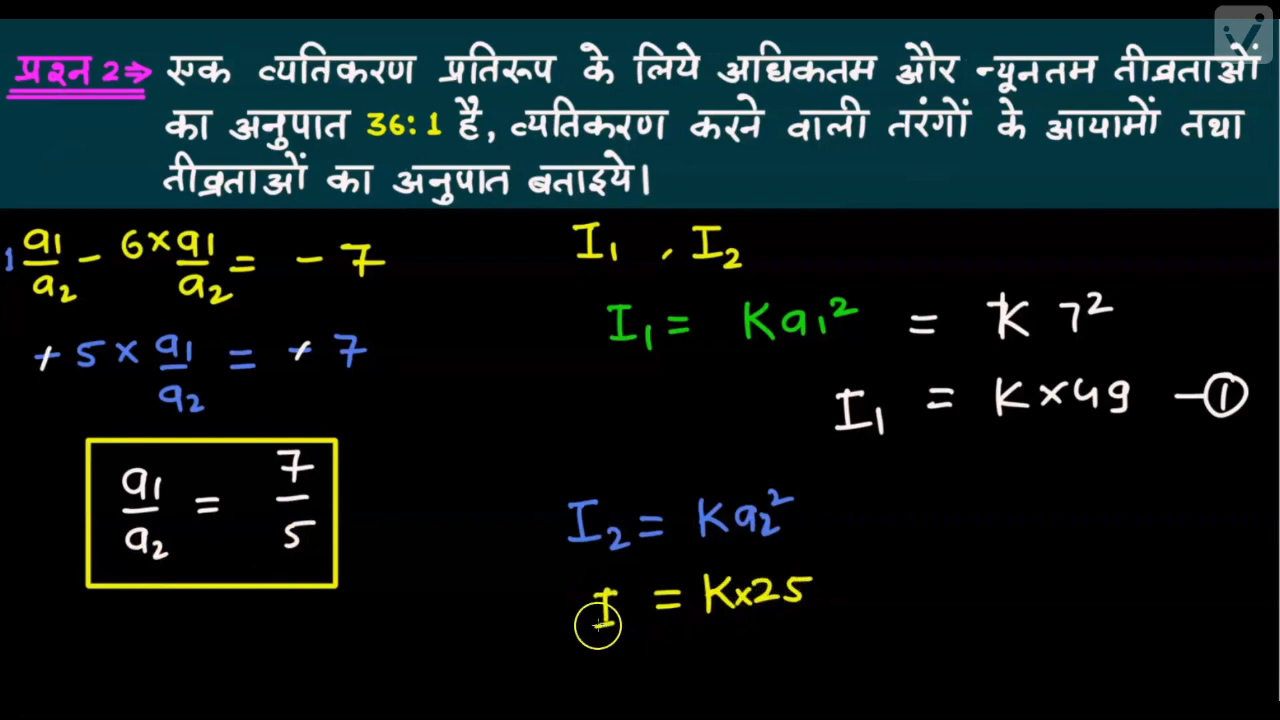 प्रश्न 2⇒ एक व्यतिकरण प्रतिरूप के लिये अधिकतम और न्यूनतम तीव्रताओं
का अनुपात 36:1 है, व्यतिकरण करने वाली तरंगों के आयामों तथा
तीव्रताओं का अनुपात बताइये।
1 a₁/a₂ - 6×a₁/a₂ = - 7
+ 5 × a₁/a₂ = + 7
a₁/a₂ = 7/5
I₁ , I₂
I₁ = Ka₁² = K 7²
I₁ = K×49 -①
I₂ = Ka₂²
I = K×25